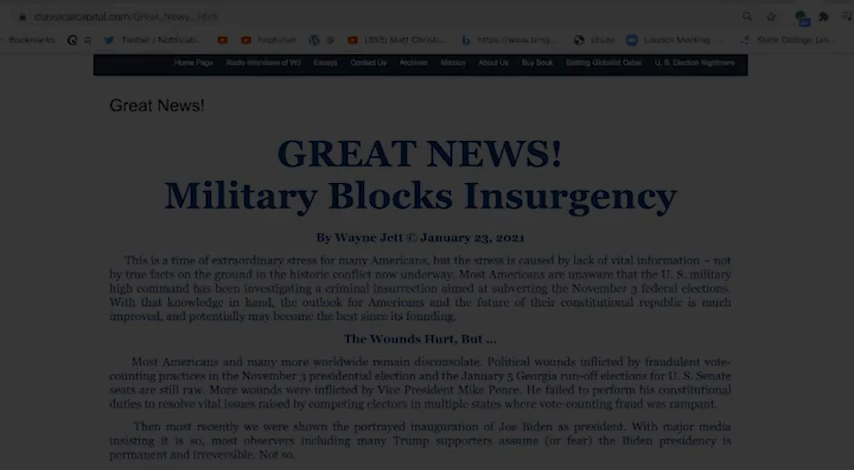 classicalcapital.com/Great_News_.html
Bookmarks Q Twitter / Notificati... hopfuluer (355) Matt Christi... https://www.bing... Launch Meeting State College Len...
Home Page Radio Interviews of WJ Essays Contact Us Archives Mission About Us Buy Book Battling Globalist Cabal U. S. Election Nightmare
Great News!
GREAT NEWS!
Military Blocks Insurgency
By Wayne Jett © January 23, 2021
This is a time of extraordinary stress for many Americans, but the stress is caused by lack of vital information – not
by true facts on the ground in the historic conflict now underway. Most Americans are unaware that the U. S. military
high command has been investigating a criminal insurrection aimed at subverting the November 3 federal elections.
With that knowledge in hand, the outlook for Americans and the future of their constitutional republic is much
improved, and potentially may become the best since its founding.
The Wounds Hurt, But ...
Most Americans and many more worldwide remain disconsolate. Political wounds inflicted by fraudulent vote-
counting practices in the November 3 presidential election and the January 5 Georgia run-off elections for U. S. Senate
seats are still raw. More wounds were inflicted by Vice President Mike Pence. He failed to perform his constitutional
duties to resolve vital issues raised by competing electors in multiple states where vote-counting fraud was rampant.
Then most recently we were shown the portrayed inauguration of Joe Biden as president. With major media
insisting it is so, most observers including many Trump supporters assume (or fear) the Biden presidency is
permanent and irreversible. Not so.